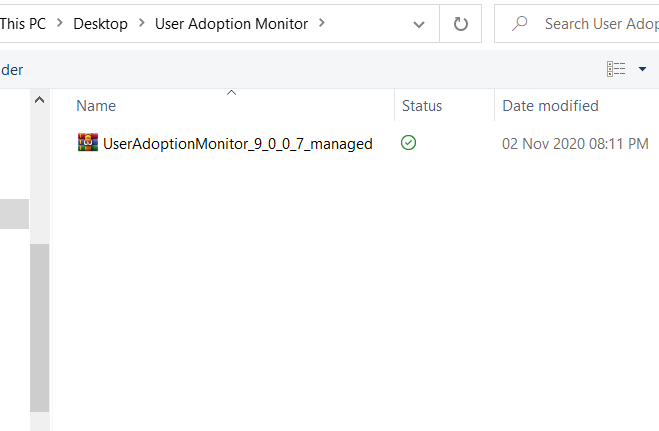 This PC > Desktop > User Adoption Monitor > Search User Adop
der
Name Status Date modified
UserAdoptionMonitor_9_0_0_7_managed 02 Nov 2020 08:11 PM